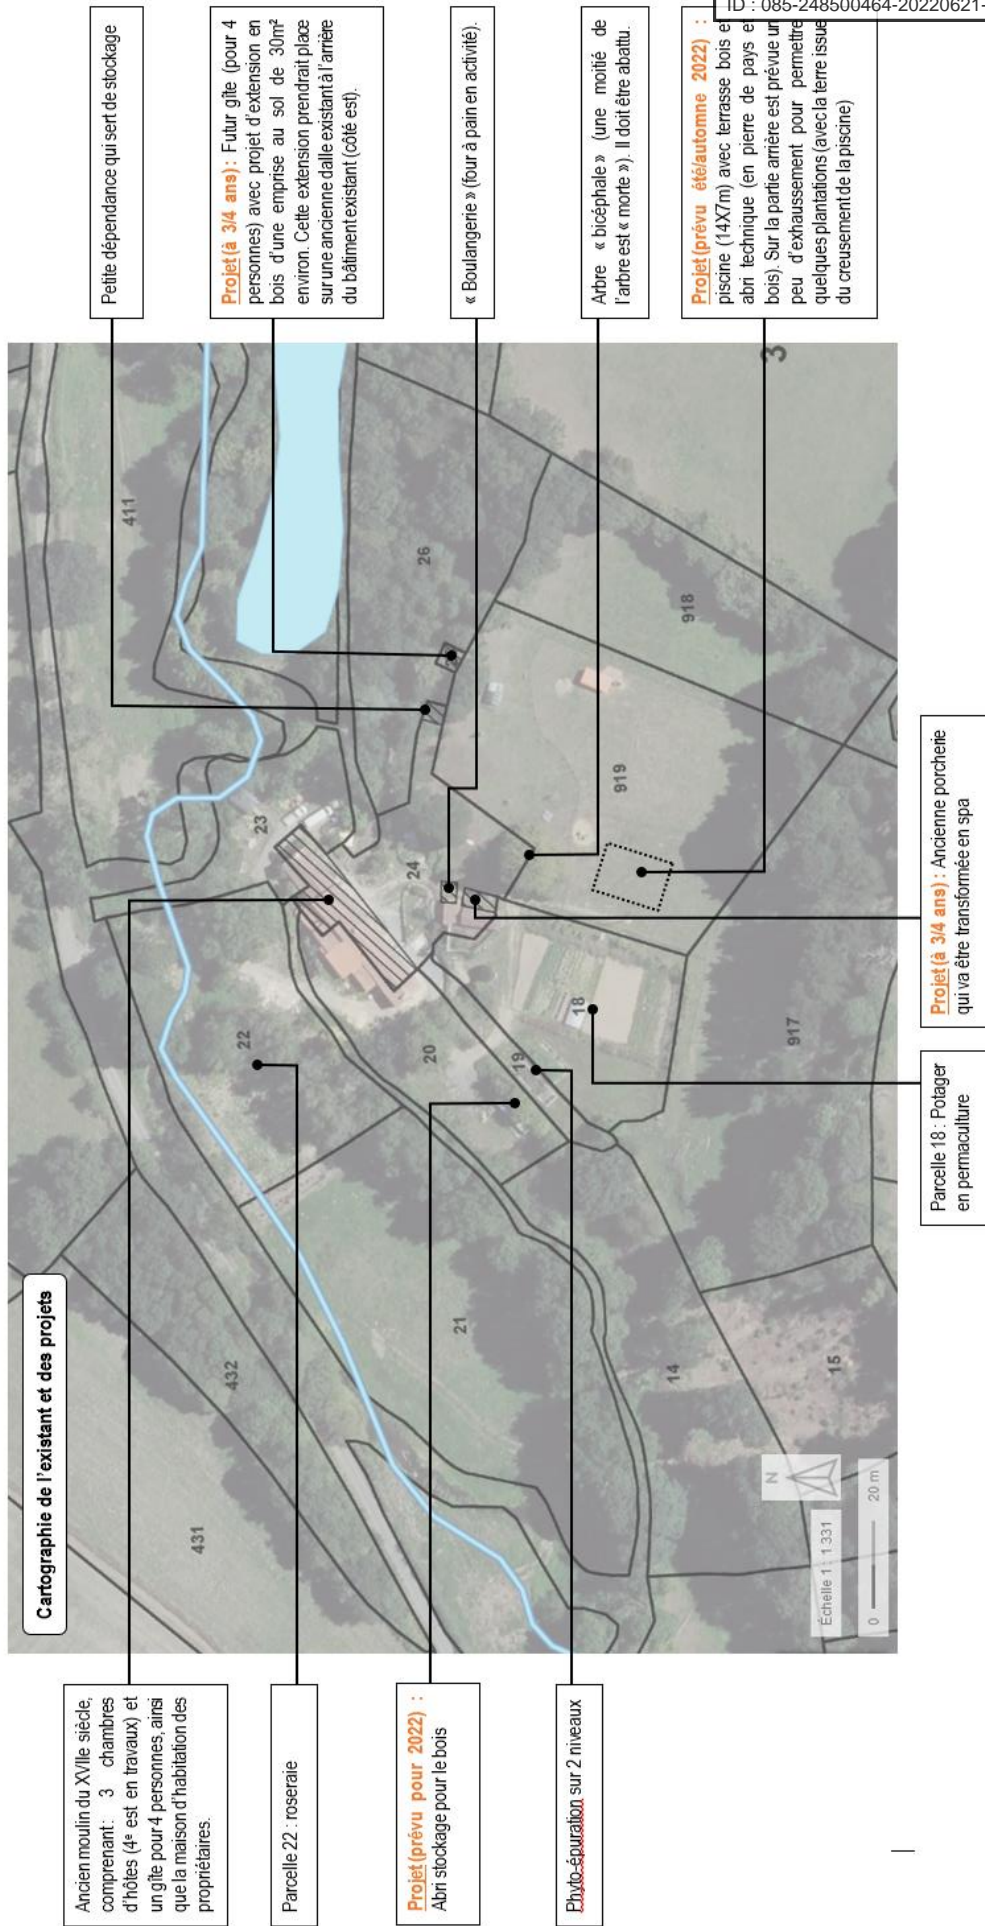 ID : 085-248500464-20220621-
Cartographie de l'existant et des projets
Ancien moulin du XVIIe siècle,
comprenant: 3 chambres
d'hôtes (4e est en travaux) et
un gîte pour 4 personnes, ainsi
que la maison d'habitation des
propriétaires.
Parcelle 22 : roseraie
Projet (prévu pour 2022) :
Abri stockage pour le bois
Phyto-épuration sur 2 niveaux
Petite dépendance qui sert de stockage
Projet (à 3/4 ans) : Futur gîte (pour 4
personnes) avec projet d'extension en
bois d'une emprise au sol de 30m²
environ. Cette extension prendrait place
sur une ancienne dalle existant à l'arrière
du bâtiment existant (côté est).
« Boulangerie » (four à pain en activité).
Arbre « bicéphale » (une moitié de
l'arbre est « morte »). Il doit être abattu.
Projet (prévu été/automne 2022) :
piscine (14X7m) avec terrasse bois et
abri technique (en pierre de pays et
bois). Sur la partie arrière est prévue un
peu d'exhaussement pour permettre
quelques plantations (avec la terre issue
du creusement de la piscine)
Parcelle 18 : Potager
en permaculture
Projet (à 3/4 ans) : Ancienne porcherie
qui va être transformée en spa
431
432
411
22
23
20
24
26
21
19
18
919
918
14
15
917
3
N
Échelle 1 : 1 331
0
20 m